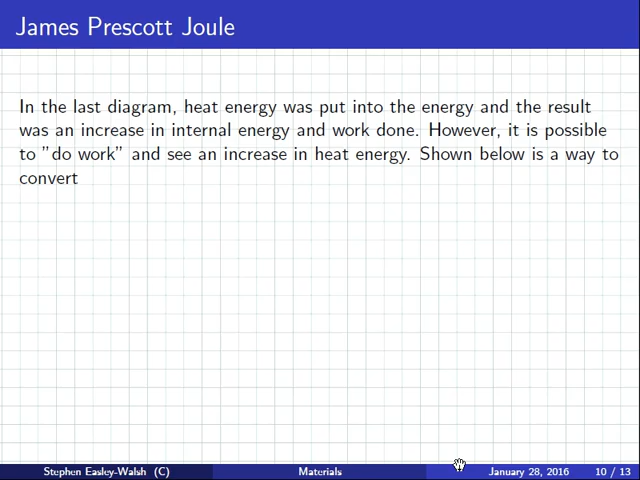 James Prescott Joule
In the last diagram, heat energy was put into the energy and the result
was an increase in internal energy and work done. However, it is possible
to "do work" and see an increase in heat energy. Shown below is a way to
convert
Stephen Easley-Walsh (C) Materials January 28, 2016 10 / 13